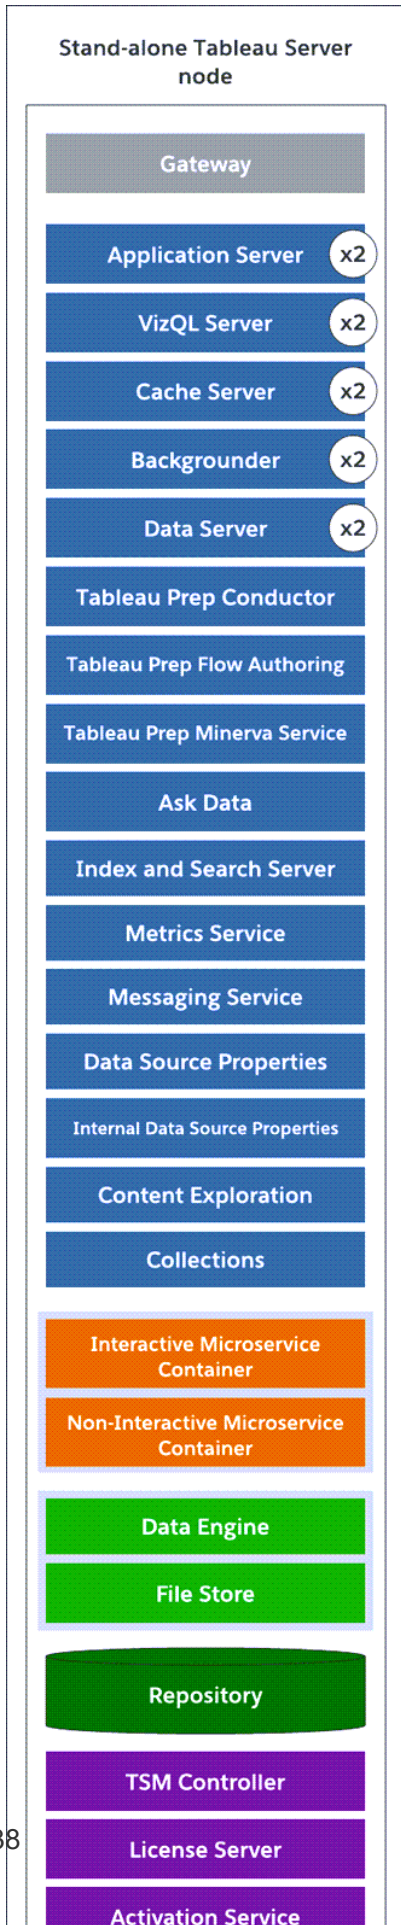 Stand-alone Tableau Server
node
Gateway
Application Server x2
VizQL Server x2
Cache Server x2
Backgrounder x2
Data Server x2
Tableau Prep Conductor
Tableau Prep Flow Authoring
Tableau Prep Minerva Service
Ask Data
Index and Search Server
Metrics Service
Messaging Service
Data Source Properties
Internal Data Source Properties
Content Exploration
Collections
Interactive Microservice
Container
Non-Interactive Microservice
Container
Data Engine
File Store
Repository
TSM Controller
38
License Server
Activation Service